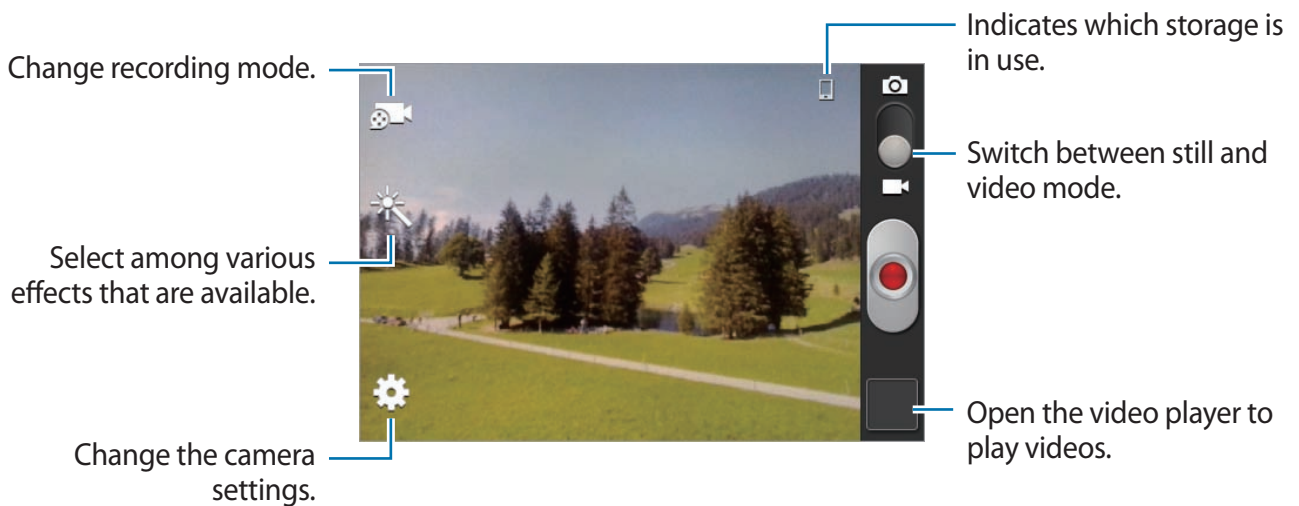 Change recording mode.
Select among various
effects that are available.
Change the camera
settings.
Indicates which storage is
in use.
Switch between still and
video mode.
Open the video player to
play videos.